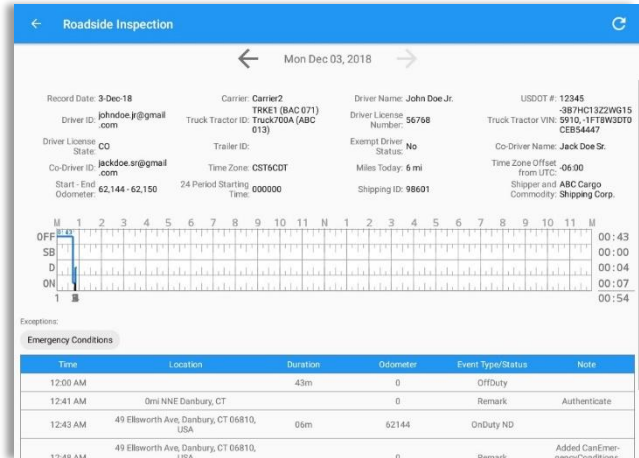 Roadside Inspection
Mon Dec 03, 2018
Record Date: 3-Dec-18 Carrier: Carrier2 Driver Name: John Doe Jr. USDOT #: 12345
Driver ID: johndoe.jr@gmail.com Truck Tractor ID: TRKE1 (BAC 071) Truck700A (ABC 013) Driver License Number: 56768 Truck Tractor VIN: -3B7HC13Z2WG155910, -1FT8W3DT0CEB54447
Driver License State: CO Trailer ID: Exempt Driver Status: No Co-Driver Name: Jack Doe Sr.
Co-Driver ID: jackdoe.sr@gmail.com Time Zone: CST6CDT Miles Today: 6 mi Time Zone Offset from UTC: -06:00
Start - End Odometer: 62,144 - 62,150 24 Period Starting Time: 000000 Shipping ID: 98601 Shipper and Commodity: ABC Cargo Shipping Corp.
M 1 2 3 4 5 6 7 8 9 10 11 N 1 2 3 4 5 6 7 8 9 10 11 M
OFF 0:43 00:43
SB 00:00
D 00:04
ON 00:07
1 00:54
Exceptions:
Emergency Conditions
Time Location Duration Odometer Event Type/Status Note
12:00 AM 43m 0 OffDuty
12:41 AM 0mi NNE Danbury, CT 0 Remark Authenticate
12:43 AM 49 Ellsworth Ave, Danbury, CT 06810, USA 06m 62144 OnDuty ND
12:48 AM 49 Ellsworth Ave, Danbury, CT 06810, USA 0 Remark Added CanEmergencyConditions